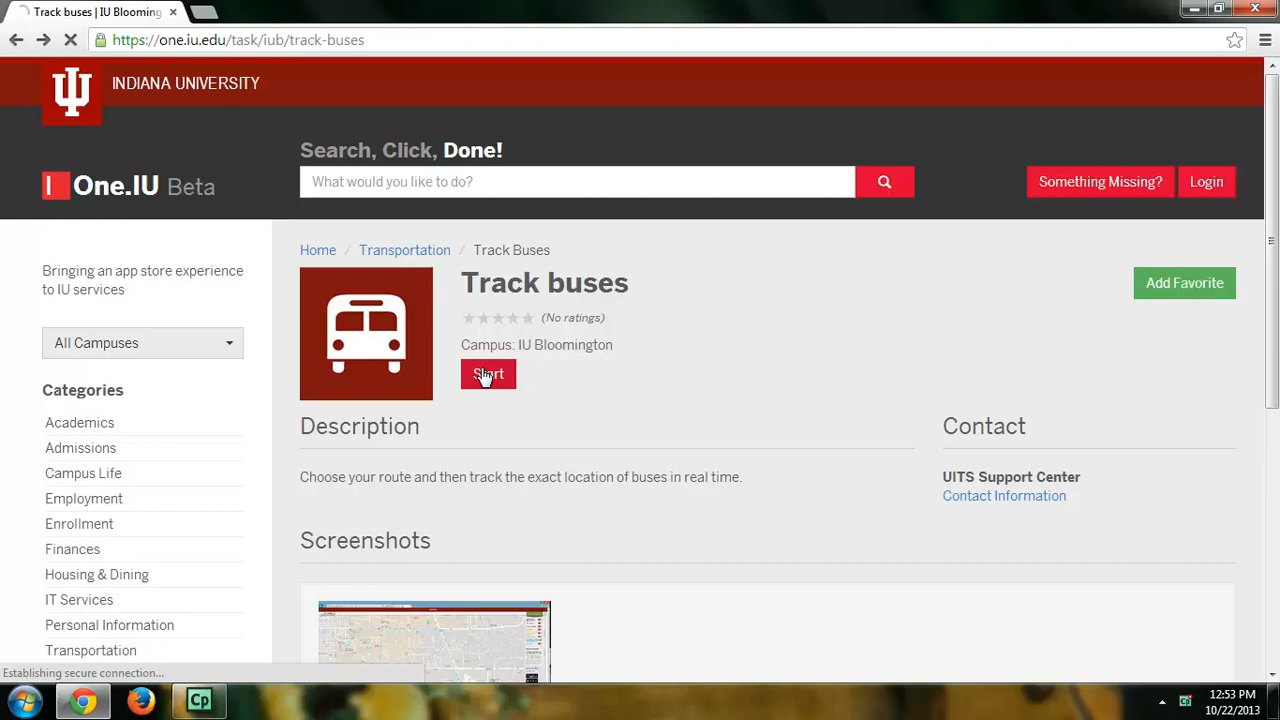 Track buses | IU Blooming
https://one.iu.edu/task/iub/track-buses
INDIANA UNIVERSITY
Search, Click, Done!
One.IU Beta
What would you like to do?
Something Missing?
Login
Bringing an app store experience
to IU services
All Campuses
Categories
Academics
Admissions
Campus Life
Employment
Enrollment
Finances
Housing & Dining
IT Services
Personal Information
Transportation
Home / Transportation / Track Buses
Track buses
(No ratings)
Campus: IU Bloomington
Start
Add Favorite
Description
Choose your route and then track the exact location of buses in real time.
Contact
UITS Support Center
Contact Information
Screenshots
Establishing secure connection...
Cp
12:53 PM
10/22/2013